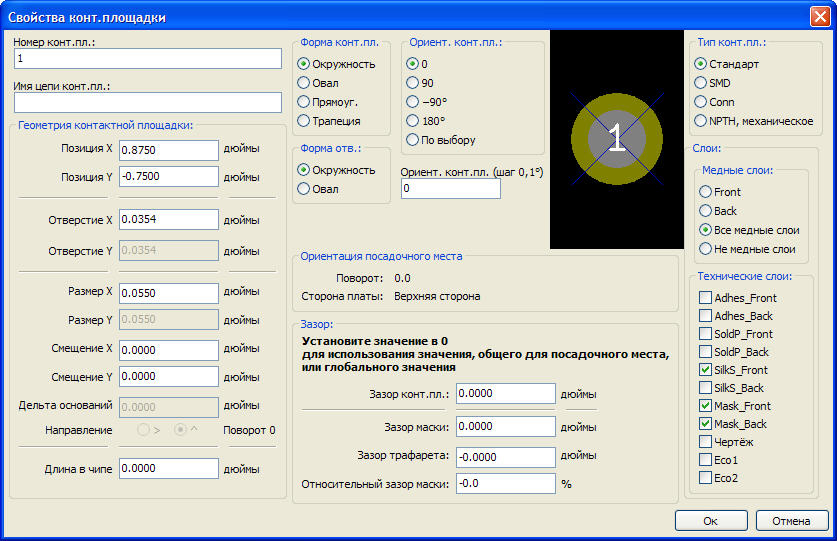 Свойства конт.площадки
Номер конт.пл.:
1
Имя цепи конт.пл.:
Геометрия контактной площадки:
Позиция X 0.8750 дюймы
Позиция Y -0.7500 дюймы
Отверстие X 0.0354 дюймы
Отверстие Y 0.0354 дюймы
Размер X 0.0550 дюймы
Размер Y 0.0550 дюймы
Смещение X 0.0000 дюймы
Смещение Y 0.0000 дюймы
Дельта оснований 0.0000 дюймы
Направление > ^ Поворот 0
Длина в чипе 0.0000 дюймы
Форма конт.пл.
Окружность
Овал
Прямоуг.
Трапеция
Форма отв.:
Окружность
Овал
Ориент. конт.пл.:
0
90
−90°
180°
По выбору
Ориент. конт.пл. (шаг 0,1°)
0
1
Ориентация посадочного места
Поворот: 0.0
Сторона платы: Верхняя сторона
Зазор:
Установите значение в 0
для использования значения, общего для посадочного места,
или глобального значения
Зазор конт.пл.: 0.0000 дюймы
Зазор маски: 0.0000 дюймы
Зазор трафарета: -0.0000 дюймы
Относительный зазор маски: -0.0 %
Тип конт.пл.:
Стандарт
SMD
Conn
NPTH, механическое
Слои:
Медные слои:
Front
Back
Все медные слои
Не медные слои
Технические слои:
Adhes_Front
Adhes_Back
SoldP_Front
SoldP_Back
SilkS_Front
SilkS_Back
Mask_Front
Mask_Back
Чертёж
Eco1
Eco2
Ок
Отмена